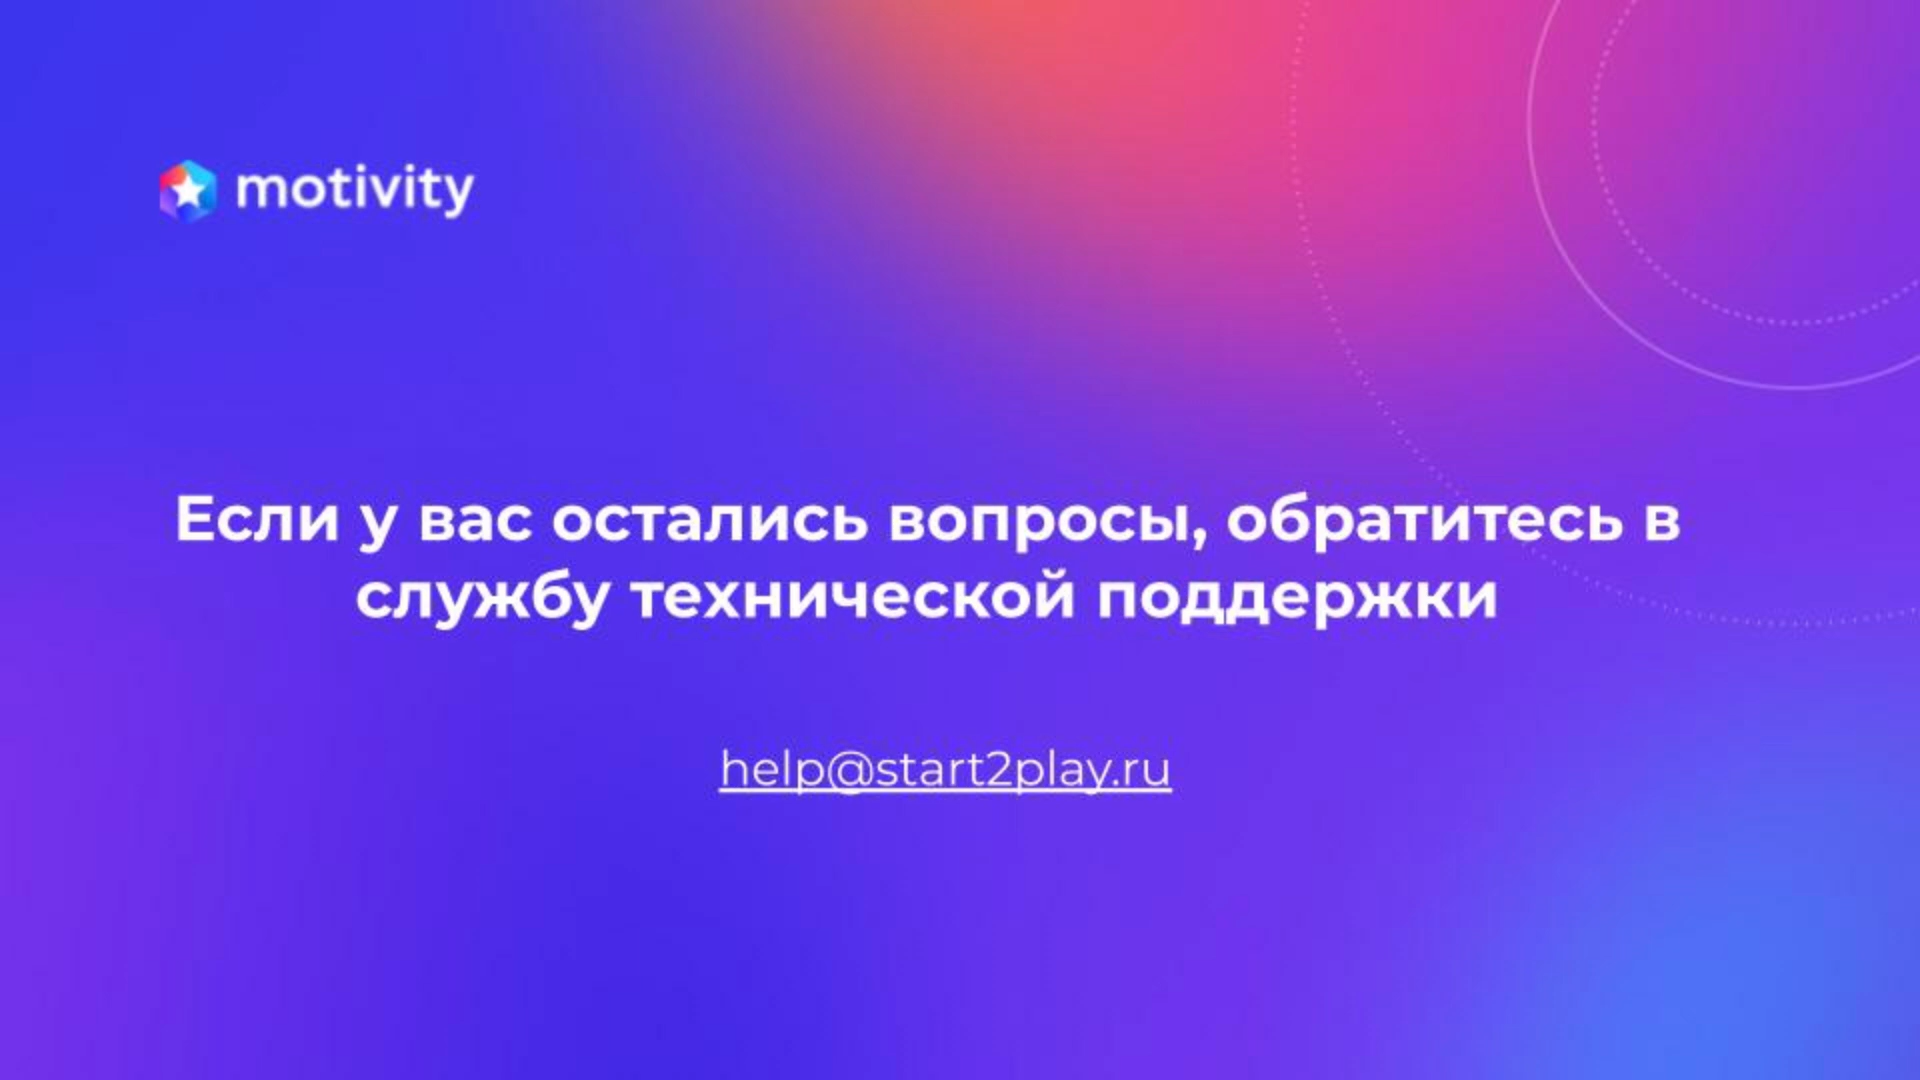 motivity
Если у вас остались вопросы, обратитесь в
службу технической поддержки
help@start2play.ru